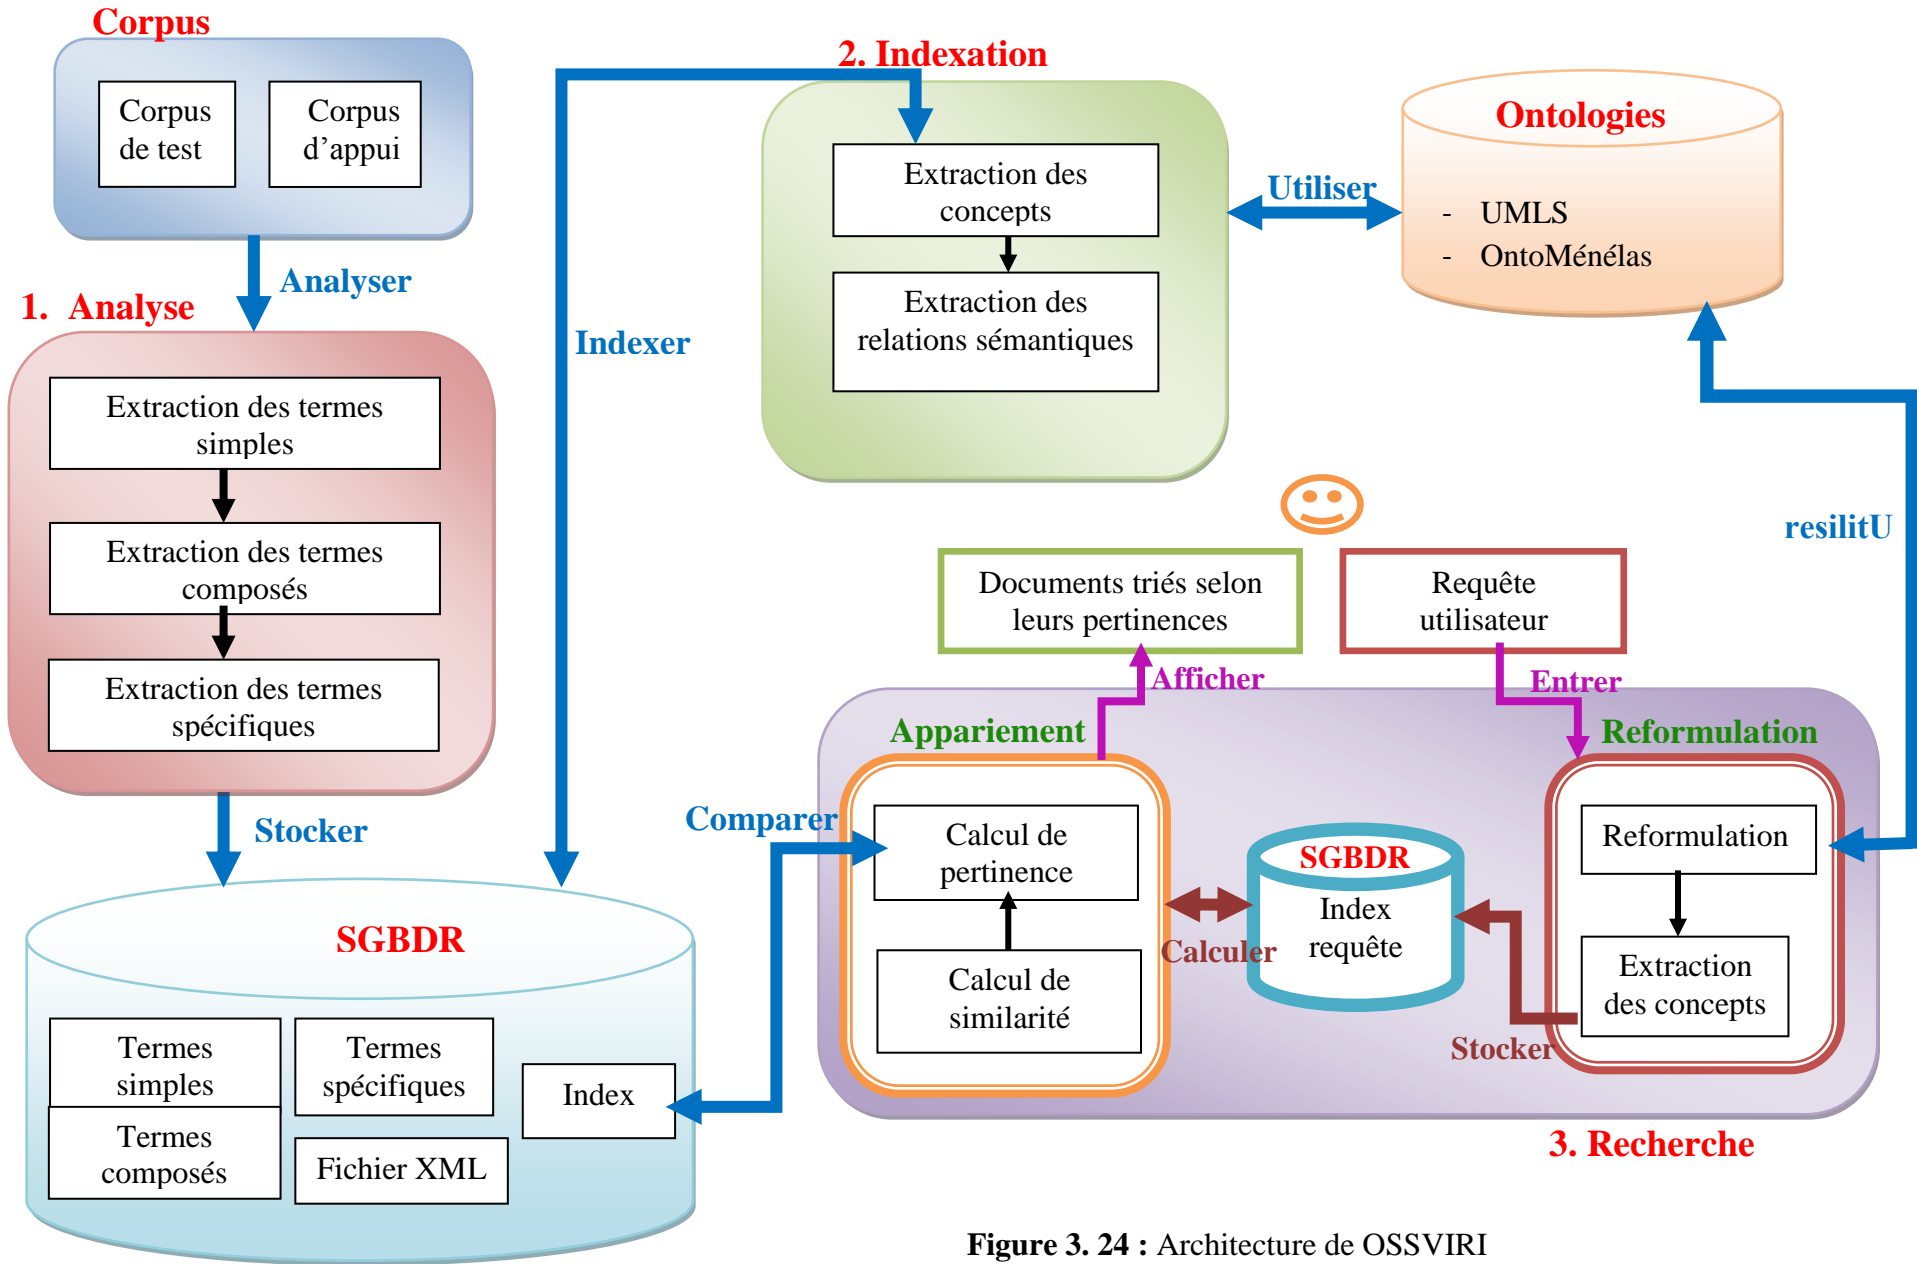 Corpus
Corpus
de test
Corpus
d’appui
Analyser
1. Analyse
Extraction des termes
simples
Extraction des termes
composés
Extraction des termes
spécifiques
Stocker
SGBDR
Termes
simples
Termes
composés
Termes
spécifiques
Fichier XML
Index
Indexer
2. Indexation
Extraction des
concepts
Extraction des
relations sémantiques
Utiliser
Ontologies
- UMLS
- OntoMénélas
resilitU
Documents triés selon
leurs pertinences
Requête
utilisateur
Afficher
Entrer
Appariement
Reformulation
Comparer
Calcul de
pertinence
Calcul de
similarité
SGBDR
Index
requête
Calculer
Reformulation
Extraction
des concepts
Stocker
3. Recherche
Figure 3. 24 : Architecture de OSSVIRI